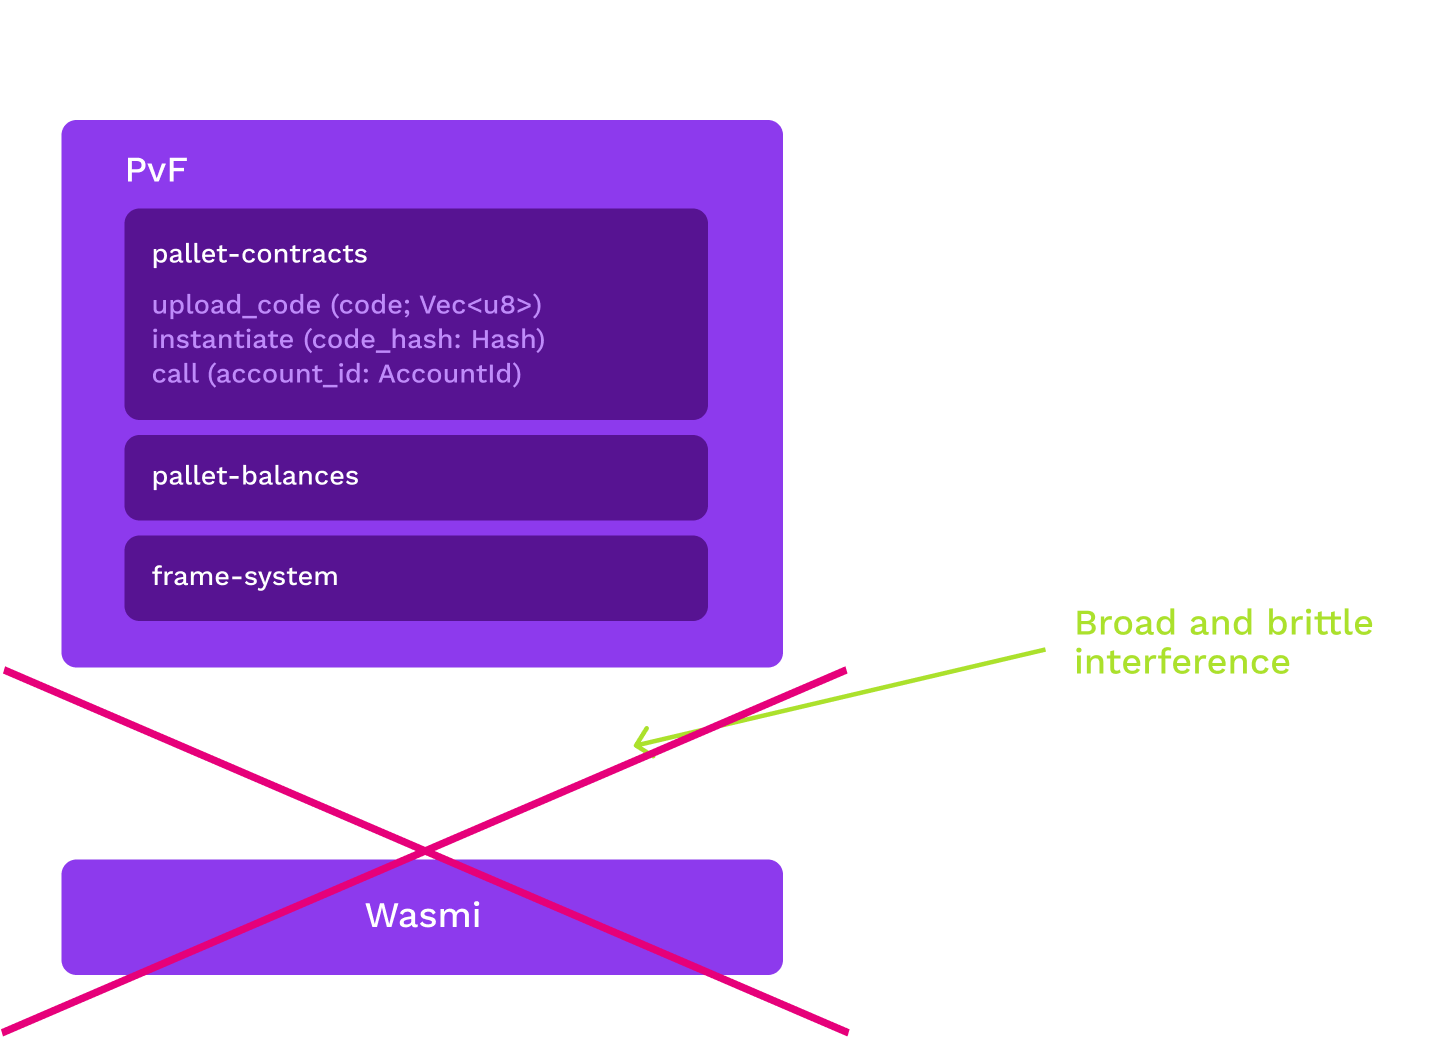 PvF
pallet-contracts
upload_code (code; Vec<u8>)
instantiate (code_hash: Hash)
call (account_id: AccountId)
pallet-balances
frame-system
Broad and brittle
interference
Wasmi